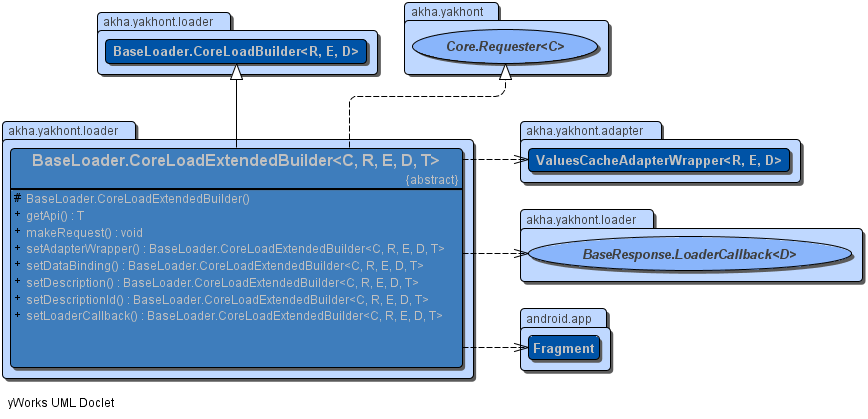 akha.yakhont.loader
BaseLoader.CoreLoadBuilder<R, E, D>
akha.yakhont
Core.Requester<C>
akha.yakhont.loader
BaseLoader.CoreLoadExtendedBuilder<C, R, E, D, T>
{abstract}
# BaseLoader.CoreLoadExtendedBuilder()
+ getApi() : T
+ makeRequest() : void
+ setAdapterWrapper() : BaseLoader.CoreLoadExtendedBuilder<C, R, E, D, T>
+ setDataBinding() : BaseLoader.CoreLoadExtendedBuilder<C, R, E, D, T>
+ setDescription() : BaseLoader.CoreLoadExtendedBuilder<C, R, E, D, T>
+ setDescriptionId() : BaseLoader.CoreLoadExtendedBuilder<C, R, E, D, T>
+ setLoaderCallback() : BaseLoader.CoreLoadExtendedBuilder<C, R, E, D, T>
akha.yakhont.adapter
ValuesCacheAdapterWrapper<R, E, D>
akha.yakhont.loader
BaseResponse.LoaderCallback<D>
android.app
Fragment
yWorks UML Doclet